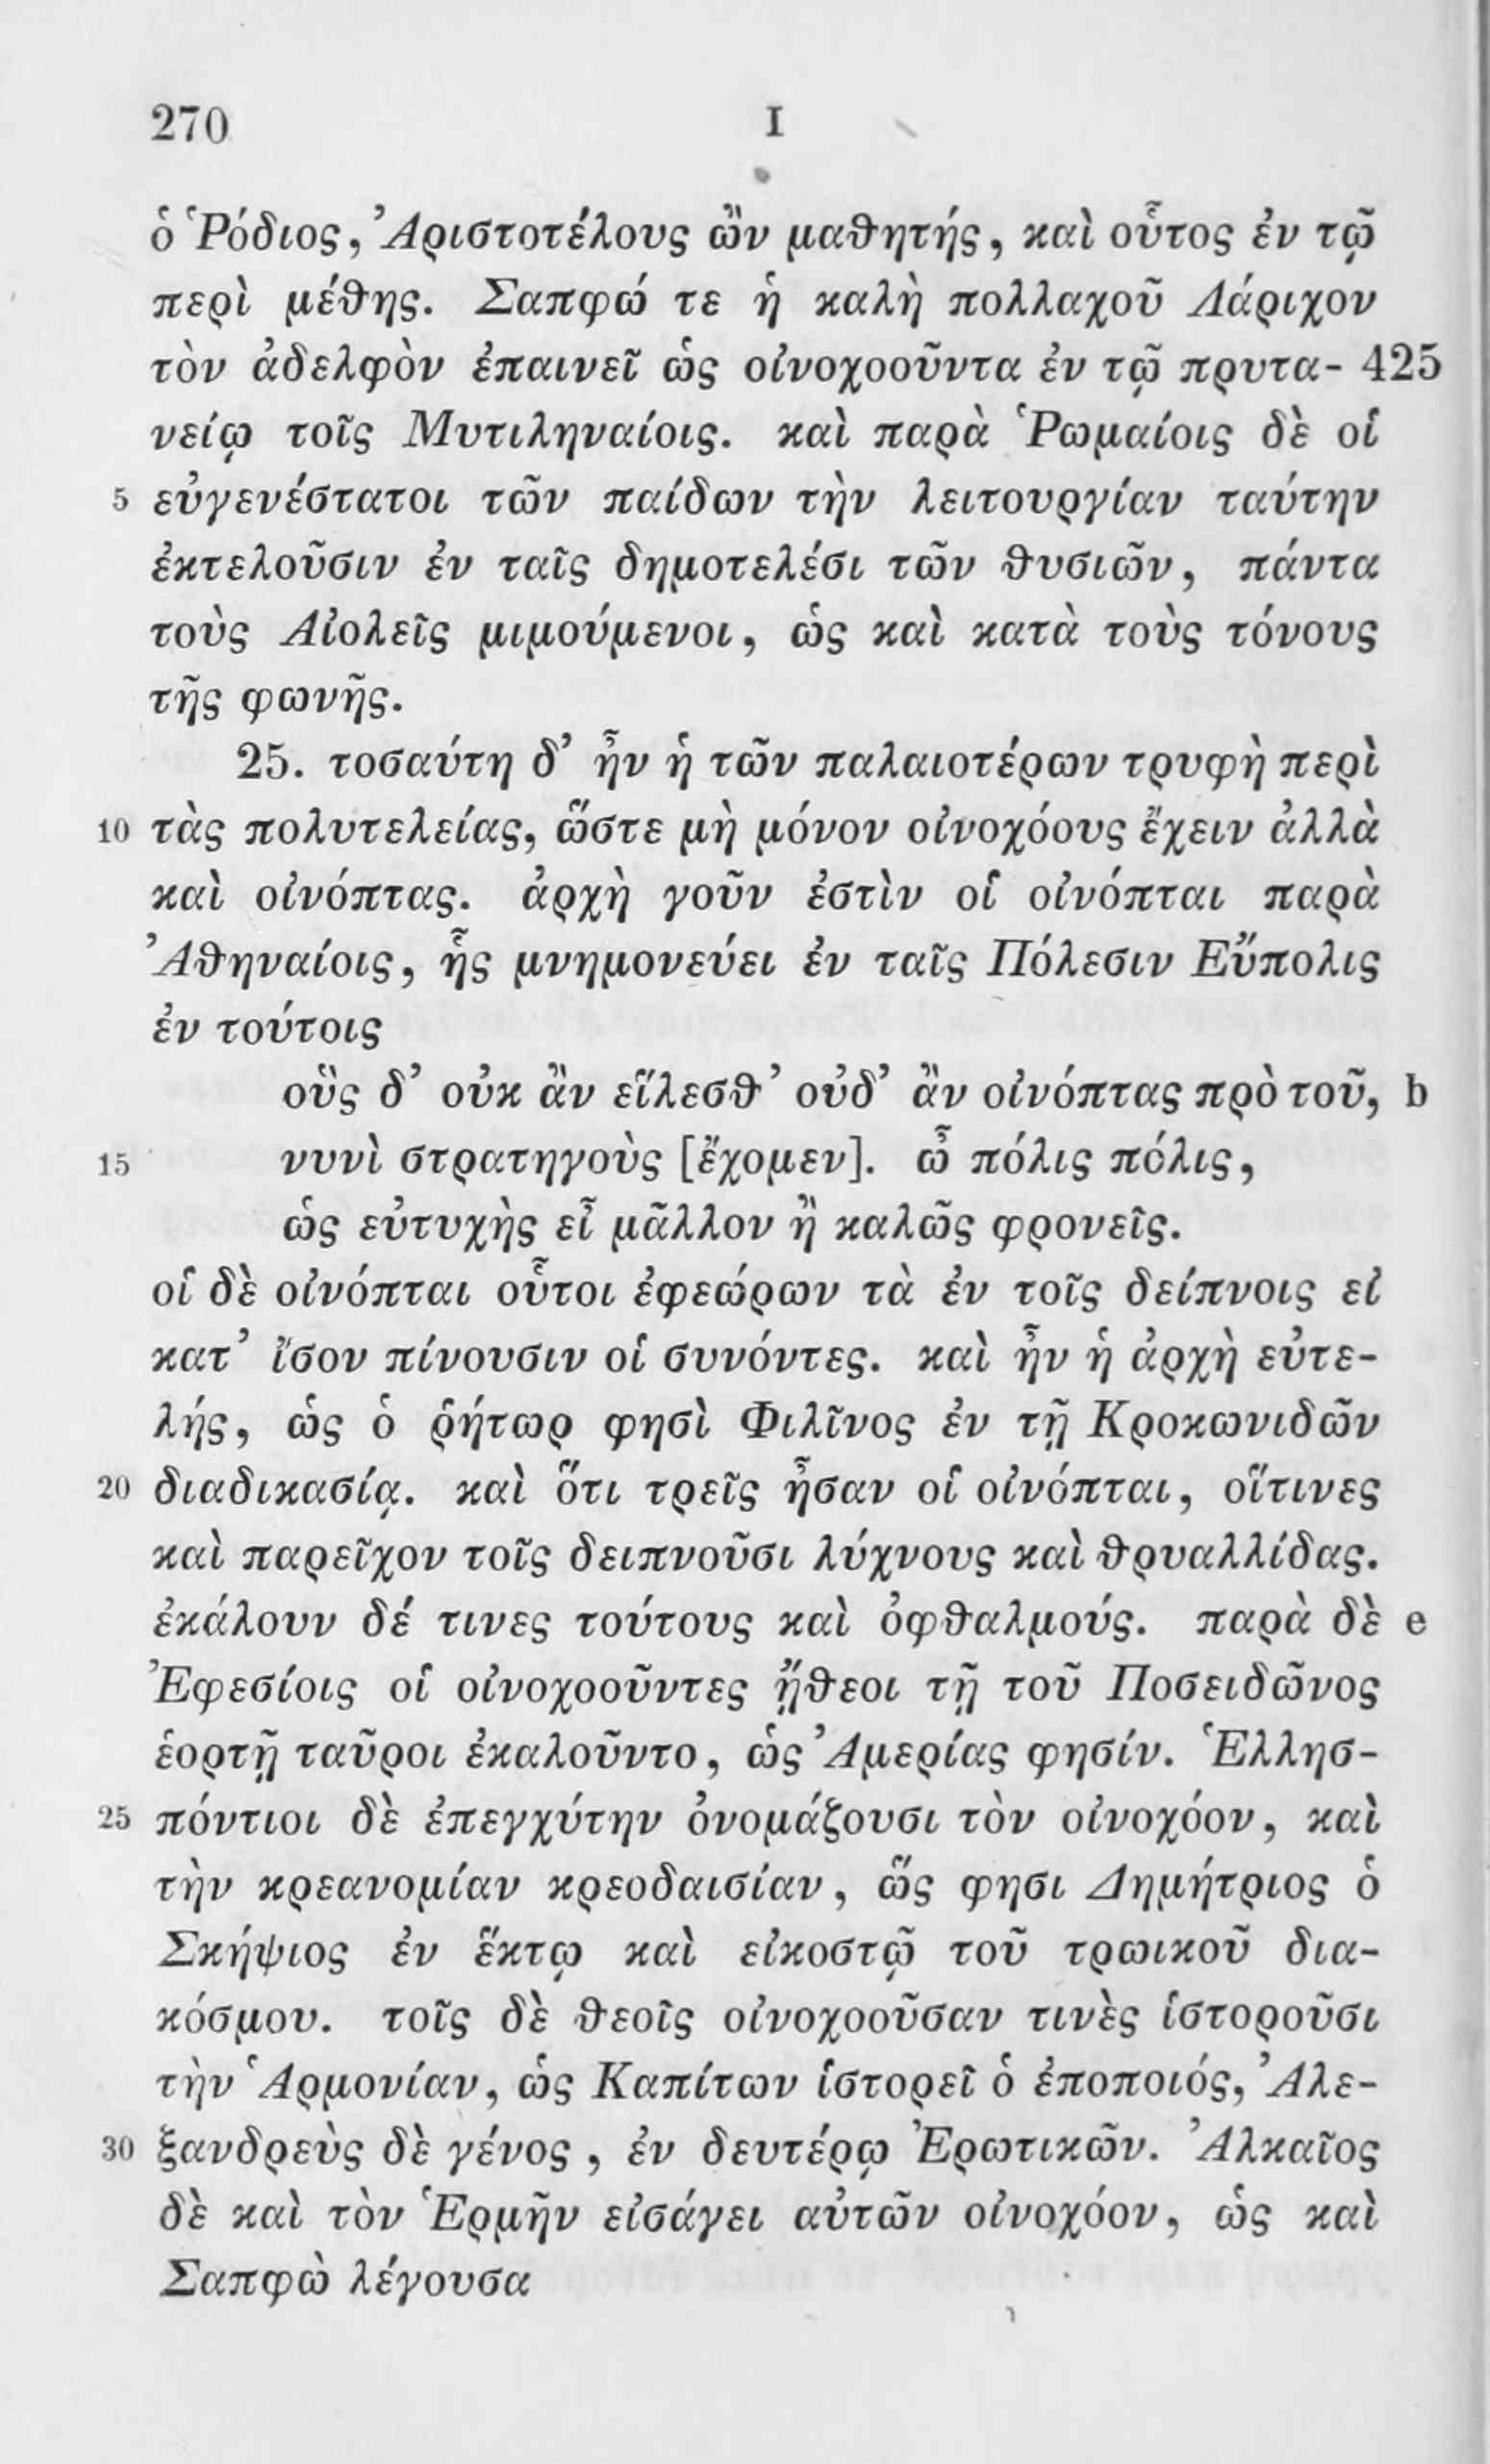 270 I
ὁ Ῥόδιος, Ἀριστοτέλους ὢν μαθητής, καὶ οὗτος ἐν τῷ
περὶ μέθης. Σαπφώ τε ἡ καλὴ πολλαχοῦ Λάριχον
τὸν ἀδελφὸν ἐπαινεῖ ὡς οἰνοχοοῦντα ἐν τῷ πρυτα- 425
νείῳ τοῖς Μυτιληναίοις. καὶ παρὰ Ῥωμαίοις δὲ οἱ
5 εὐγενέστατοι τῶν παίδων τὴν λειτουργίαν ταύτην
ἐκτελοῦσιν ἐν ταῖς δημοτελέσι τῶν θυσιῶν, πάντα
τοὺς Αἰολεῖς μιμούμενοι, ὡς καὶ κατὰ τοὺς τόνους
τῆς φωνῆς.
25. τοσαύτη δ’ ἦν ἡ τῶν παλαιοτέρων τρυφὴ περὶ
10 τὰς πολυτελείας, ὥστε μὴ μόνον οἰνοχόους ἔχειν ἀλλὰ
καὶ οἰνόπτας. ἀρχὴ γοῦν ἐστὶν οἱ οἰνόπται παρὰ
Ἀθηναίοις, ἧς μνημονεύει ἐν ταῖς Πόλεσιν Εὔπολις
ἐν τούτοις
οὓς δ’ οὐκ ἂν εἵλεσθ’ οὐδ’ ἂν οἰνόπτας πρὸ τοῦ, b
15 νυνὶ στρατηγοὺς [ἔχομεν]. ὦ πόλις πόλις,
ὡς εὐτυχὴς εἶ μᾶλλον ἢ καλῶς φρονεῖς.
οἱ δὲ οἰνόπται οὗτοι ἐφεώρων τὰ ἐν τοῖς δείπνοις εἰ
κατ’ ἴσον πίνουσιν οἱ συνόντες. καὶ ἦν ἡ ἀρχὴ εὐτε-
λής, ὡς ὁ ῥήτωρ φησὶ Φιλῖνος ἐν τῇ Κροκωνιδῶν
20 διαδικασίᾳ. καὶ ὅτι τρεῖς ἦσαν οἱ οἰνόπται, οἵτινες
καὶ παρεῖχον τοῖς δειπνοῦσι λύχνους καὶ θρυαλλίδας.
ἐκάλουν δέ τινες τούτους καὶ ὀφθαλμούς. παρὰ δὲ e
Ἐφεσίοις οἱ οἰνοχοοῦντες ᾔθεοι τῇ τοῦ Ποσειδῶνος
ἑορτῇ ταῦροι ἐκαλοῦντο, ὡς Ἀμερίας φησίν. Ἑλλησ-
25 πόντιοι δὲ ἐπεγχύτην ὀνομάζουσι τὸν οἰνοχόον, καὶ
τὴν κρεανομίαν κρεοδαισίαν, ὥς φησι Δημήτριος ὁ
Σκήψιος ἐν ἕκτῳ καὶ εἰκοστῷ τοῦ τρωικοῦ δια-
κόσμου. τοῖς δὲ θεοῖς οἰνοχοοῦσαν τινὲς ἱστοροῦσι
τὴν Ἁρμονίαν, ὡς Καπίτων ἱστορεῖ ὁ ἐποποιός, Ἀλε-
30 ξανδρεὺς δὲ γένος, ἐν δευτέρῳ Ἐρωτικῶν. Ἀλκαῖος
δὲ καὶ τὸν Ἑρμῆν εἰσάγει αὐτῶν οἰνοχόον, ὡς καὶ
Σαπφὼ λέγουσα